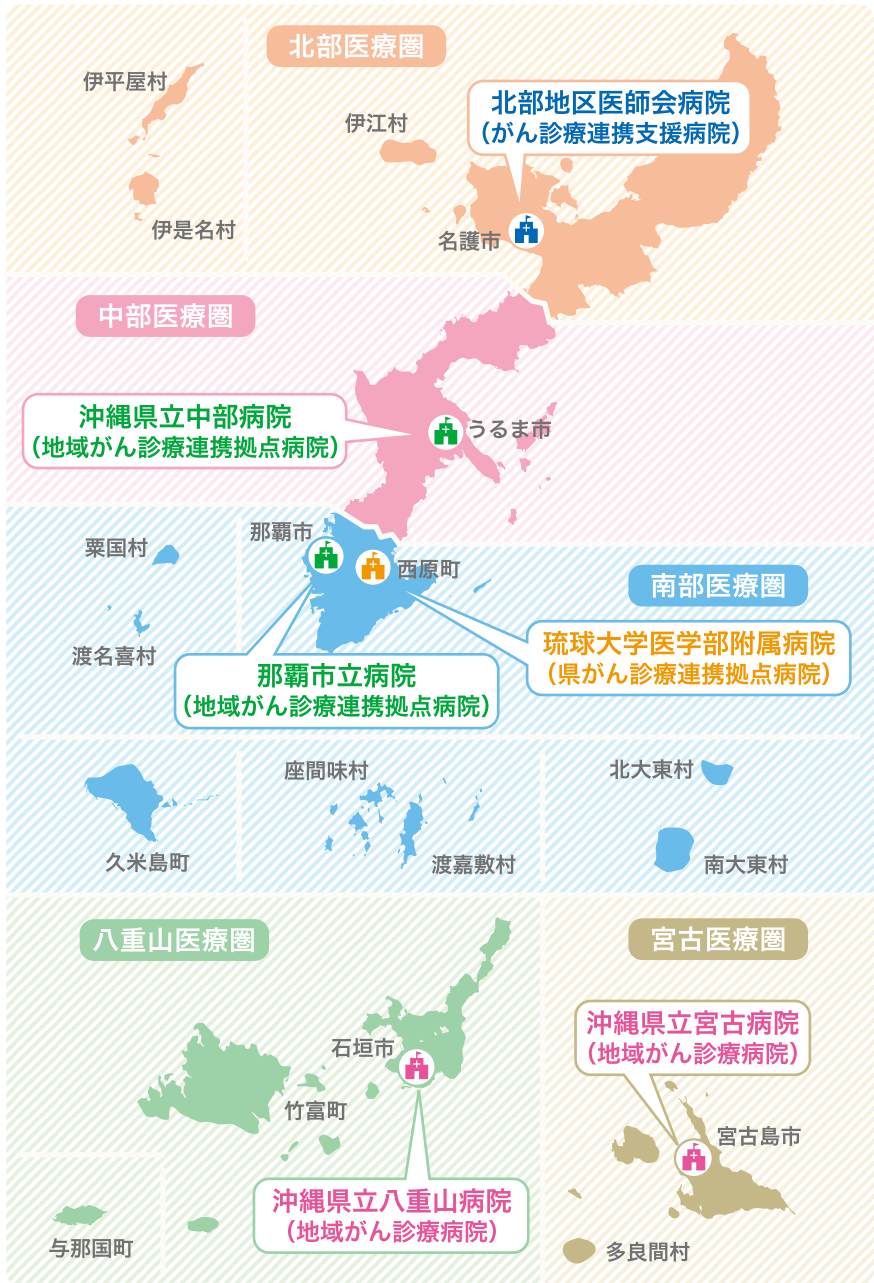 北部医療圏
伊平屋村
伊江村
北部地区医師会病院
（がん診療連携支援病院）
伊是名村
名護市
中部医療圏
沖縄県立中部病院
（地域がん診療連携拠点病院）
うるま市
那覇市
粟国村
西原町
南部医療圏
渡名喜村
琉球大学医学部附属病院
（県がん診療連携拠点病院）
那覇市立病院
（地域がん診療連携拠点病院）
座間味村
北大東村
久米島町
渡嘉敷村
南大東村
八重山医療圏
宮古医療圏
沖縄県立宮古病院
（地域がん診療病院）
石垣市
竹富町
宮古島市
沖縄県立八重山病院
（地域がん診療病院）
与那国町
多良間村